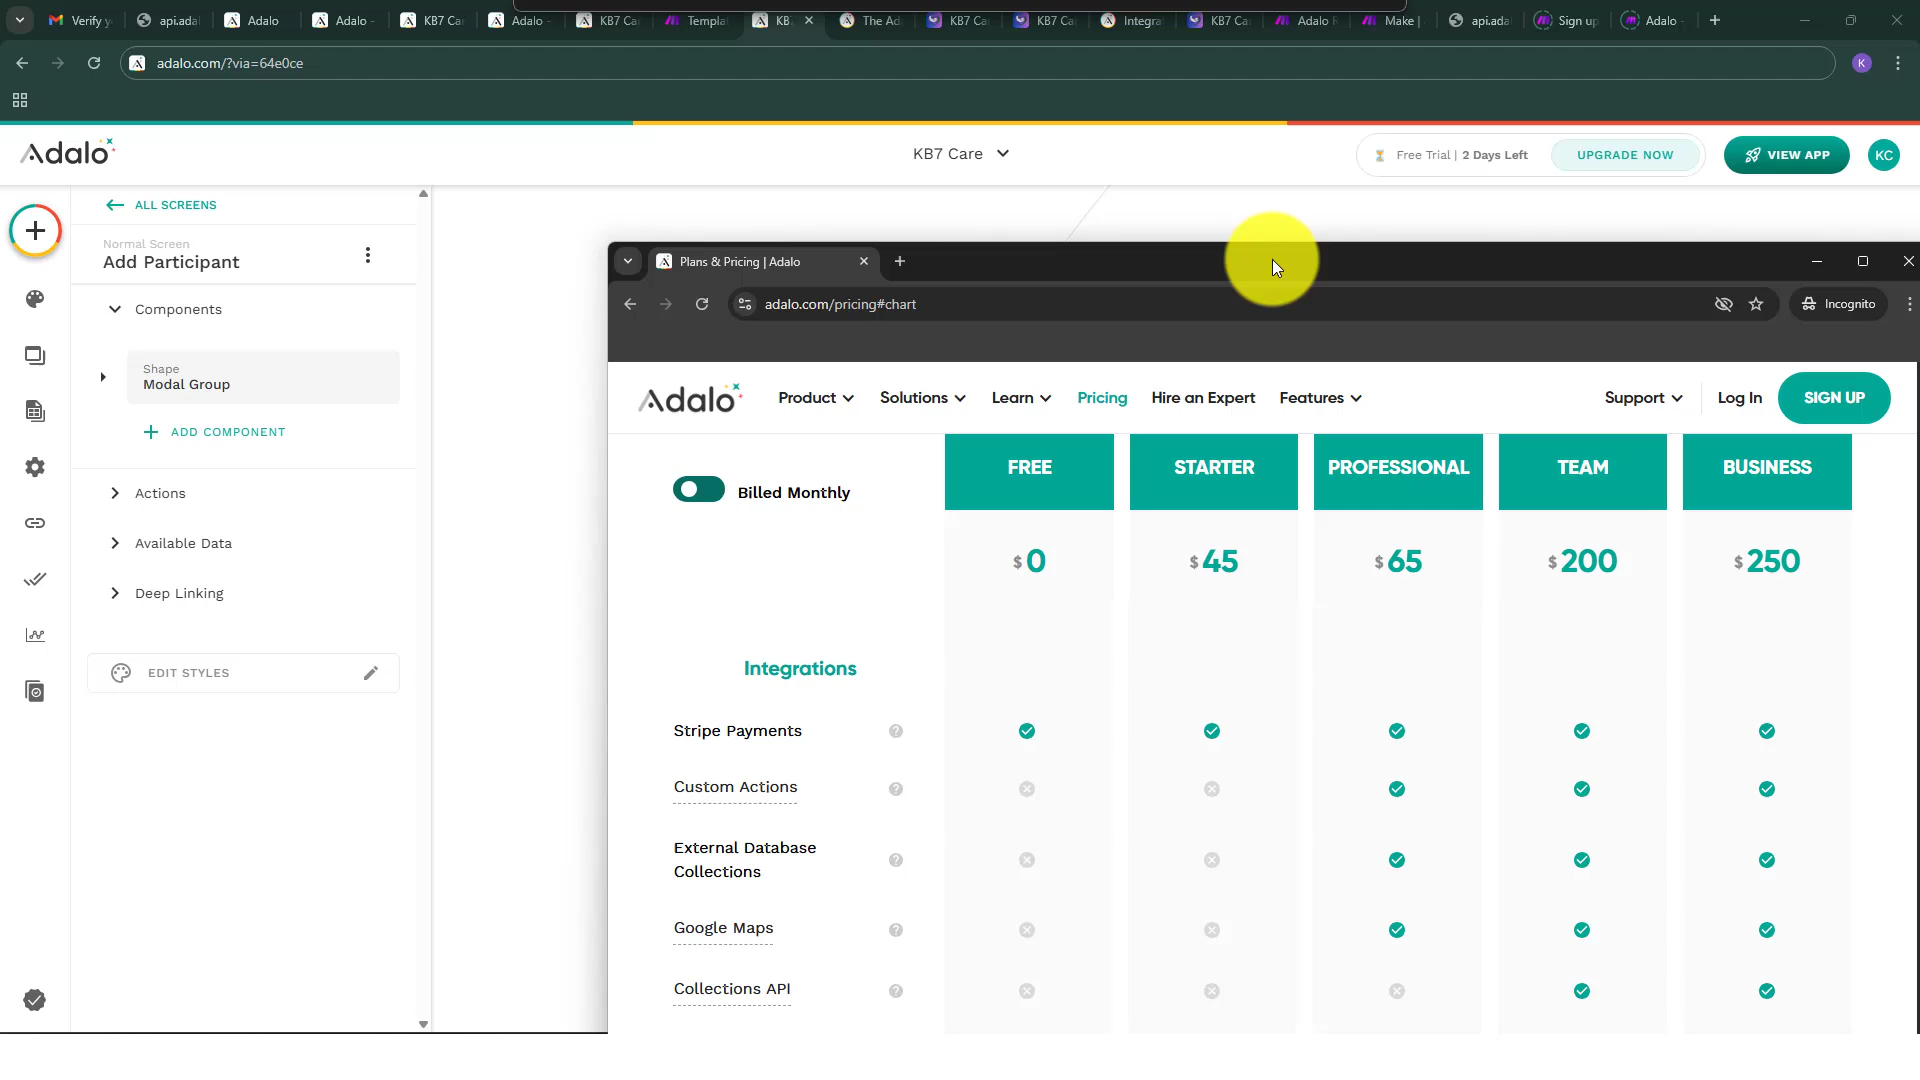 Verify y
api.adal
Adalo
Adalo -
KB7 Ca
Adalo -
KB7 Ca
Templa
KB
The Ad
KB7 Ca
KB7 Ca
Integra
KB7 Ca
Adalo R
Make |
api.ada
Sign up
Adalo -
adalo.com/?via=64e0ce
K
Adalo
KB7 Care
Free Trial | 2 Days Left
UPGRADE NOW
VIEW APP
KC
ALL SCREENS
Normal Screen
Add Participant
Components
Shape
Modal Group
ADD COMPONENT
Actions
Available Data
Deep Linking
EDIT STYLES
Plans & Pricing | Adalo
adalo.com/pricing#chart
Incognito
Adalo
Product
Solutions
Learn
Pricing
Hire an Expert
Features
Support
Log In
SIGN UP
Billed Monthly
FREE
STARTER
PROFESSIONAL
TEAM
BUSINESS
$0
$45
$65
$200
$250
Integrations
Stripe Payments
Custom Actions
External Database
Collections
Google Maps
Collections API